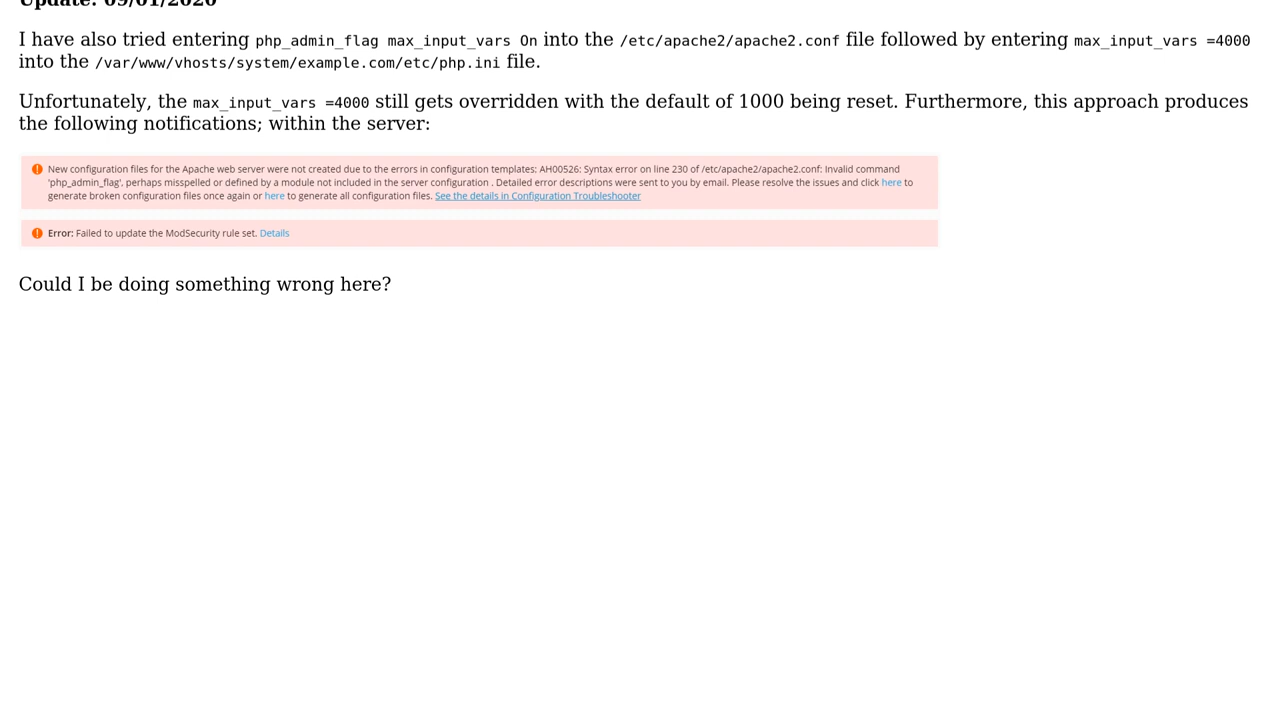 Update: 09/01/2020
I have also tried entering php_admin_flag max_input_vars On into the /etc/apache2/apache2.conf file followed by entering max_input_vars =4000
into the /var/www/vhosts/system/example.com/etc/php.ini file.
Unfortunately, the max_input_vars =4000 still gets overridden with the default of 1000 being reset. Furthermore, this approach produces
the following notifications; within the server:
New configuration files for the Apache web server were not created due to the errors in configuration templates: AH00526: Syntax error on line 230 of /etc/apache2/apache2.conf: Invalid command
'php_admin_flag', perhaps misspelled or defined by a module not included in the server configuration . Detailed error descriptions were sent to you by email. Please resolve the issues and click here to
generate broken configuration files once again or here to generate all configuration files. See the details in Configuration Troubleshooter
Error: Failed to update the ModSecurity rule set. Details
Could I be doing something wrong here?